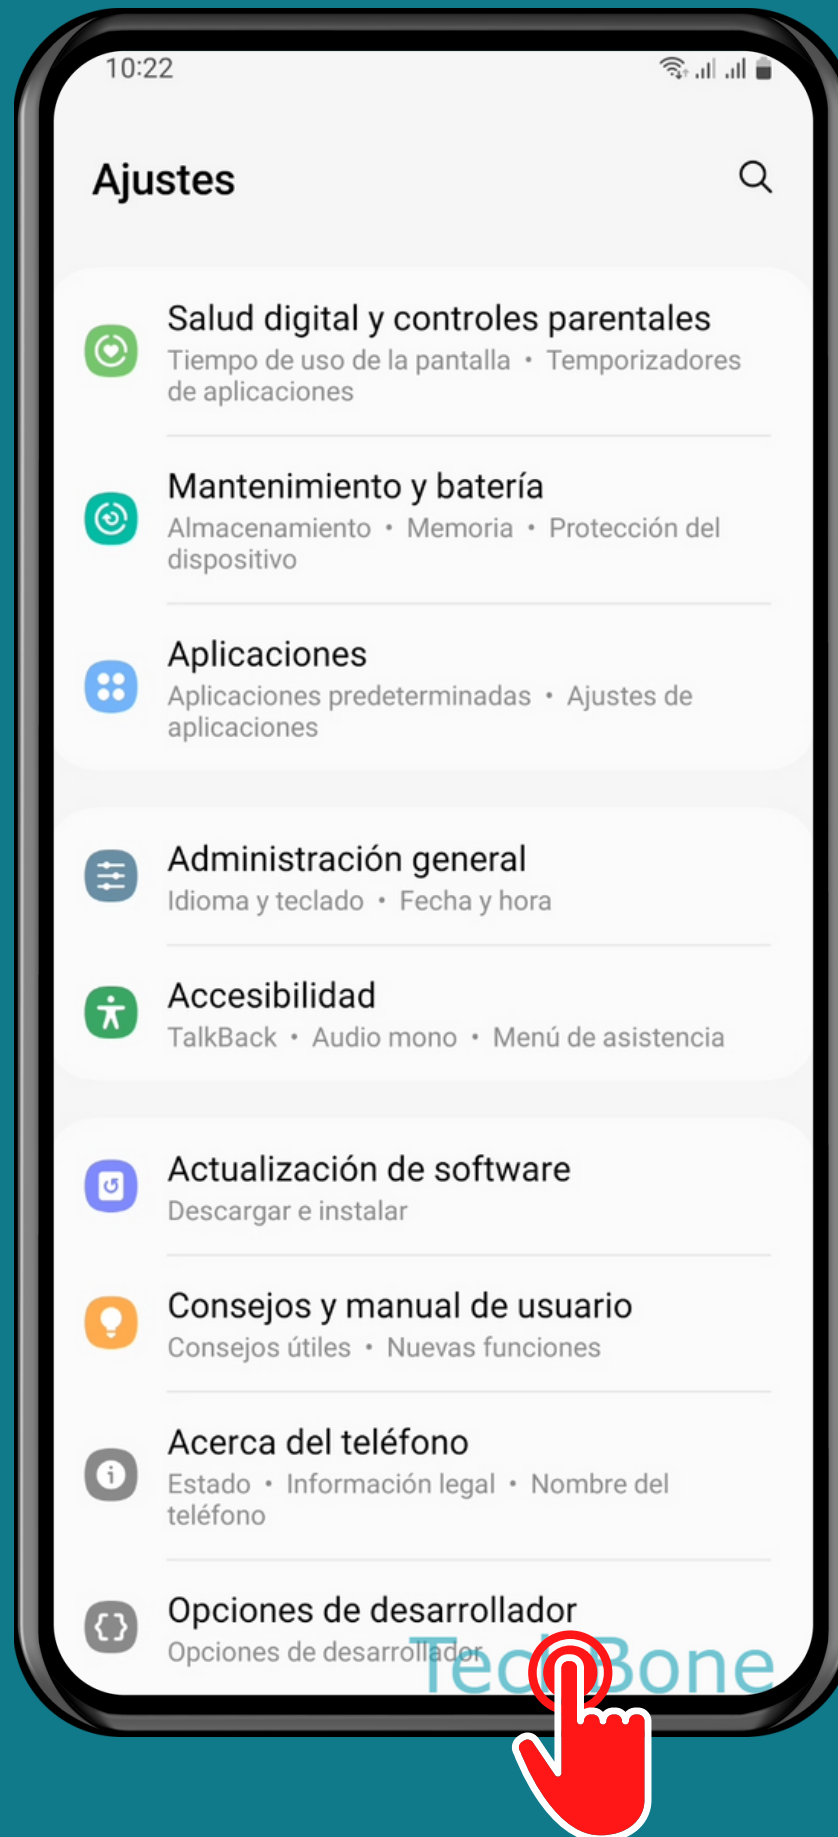 10:22
Ajustes
Salud digital y controles parentales
Tiempo de uso de la pantalla • Temporizadores
de aplicaciones
Mantenimiento y batería
Almacenamiento • Memoria • Protección del
dispositivo
Aplicaciones
Aplicaciones predeterminadas • Ajustes de
aplicaciones
Administración general
Idioma y teclado • Fecha y hora
Accesibilidad
TalkBack • Audio mono • Menú de asistencia
Actualización de software
Descargar e instalar
Consejos y manual de usuario
Consejos útiles • Nuevas funciones
Acerca del teléfono
Estado • Información legal • Nombre del
teléfono
Opciones de desarrollador
Opciones de desarrollador
TechBone